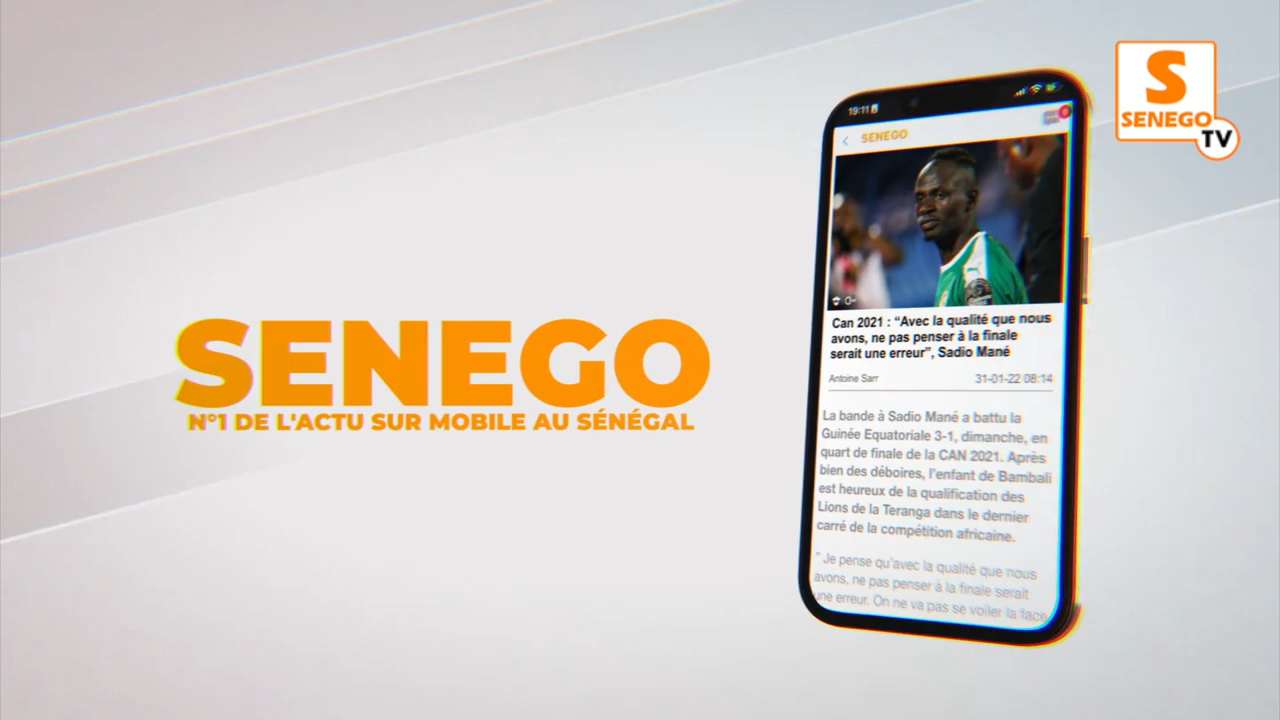 S
SENEGO
TV
19:11
SENEGO
Can 2021 : “Avec la qualité que nous
avons, ne pas penser à la finale
serait une erreur”, Sadio Mané
Antoine Sarr 31-01-22 08:14
La bande à Sadio Mané a battu la
Guinée Equatoriale 3-1, dimanche, en
quart de finale de la CAN 2021. Après
bien des déboires, l'enfant de Bambali
est heureux de la qualification des
Lions de la Teranga dans le dernier
carré de la compétition africaine.
" Je pense qu'avec la qualité que nous
avons, ne pas penser à la finale serait
une erreur. On ne va pas se voiler la face
SENEGO
N°1 DE L'ACTU SUR MOBILE AU SÉNÉGAL